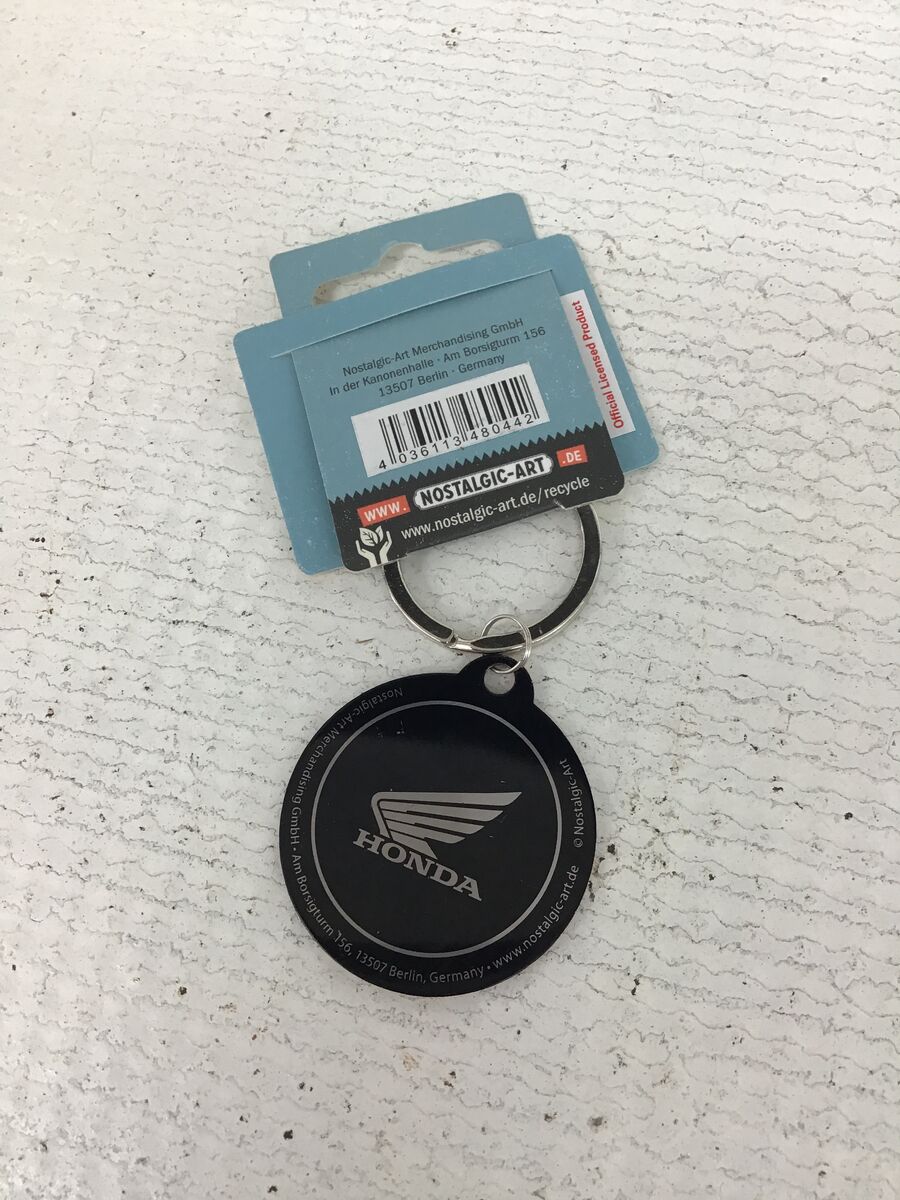 Nostalgic-Art Merchandising GmbH
In der Kanonenhalle · Am Borsigturm 156
13507 Berlin · Germany
4 036113 480442
Official Licensed Product
WWW. NOSTALGIC-ART .DE
www.nostalgic-art.de/recycle
HONDA
Nostalgic-Art Merchandising GmbH · Am Borsigturm 156, 13507 Berlin, Germany · www.nostalgic-art.de
© Nostalgic-Art